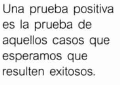 Una prueba positiva
es la prueba de
aquellos casos que
esperamos que
resulten exitosos.